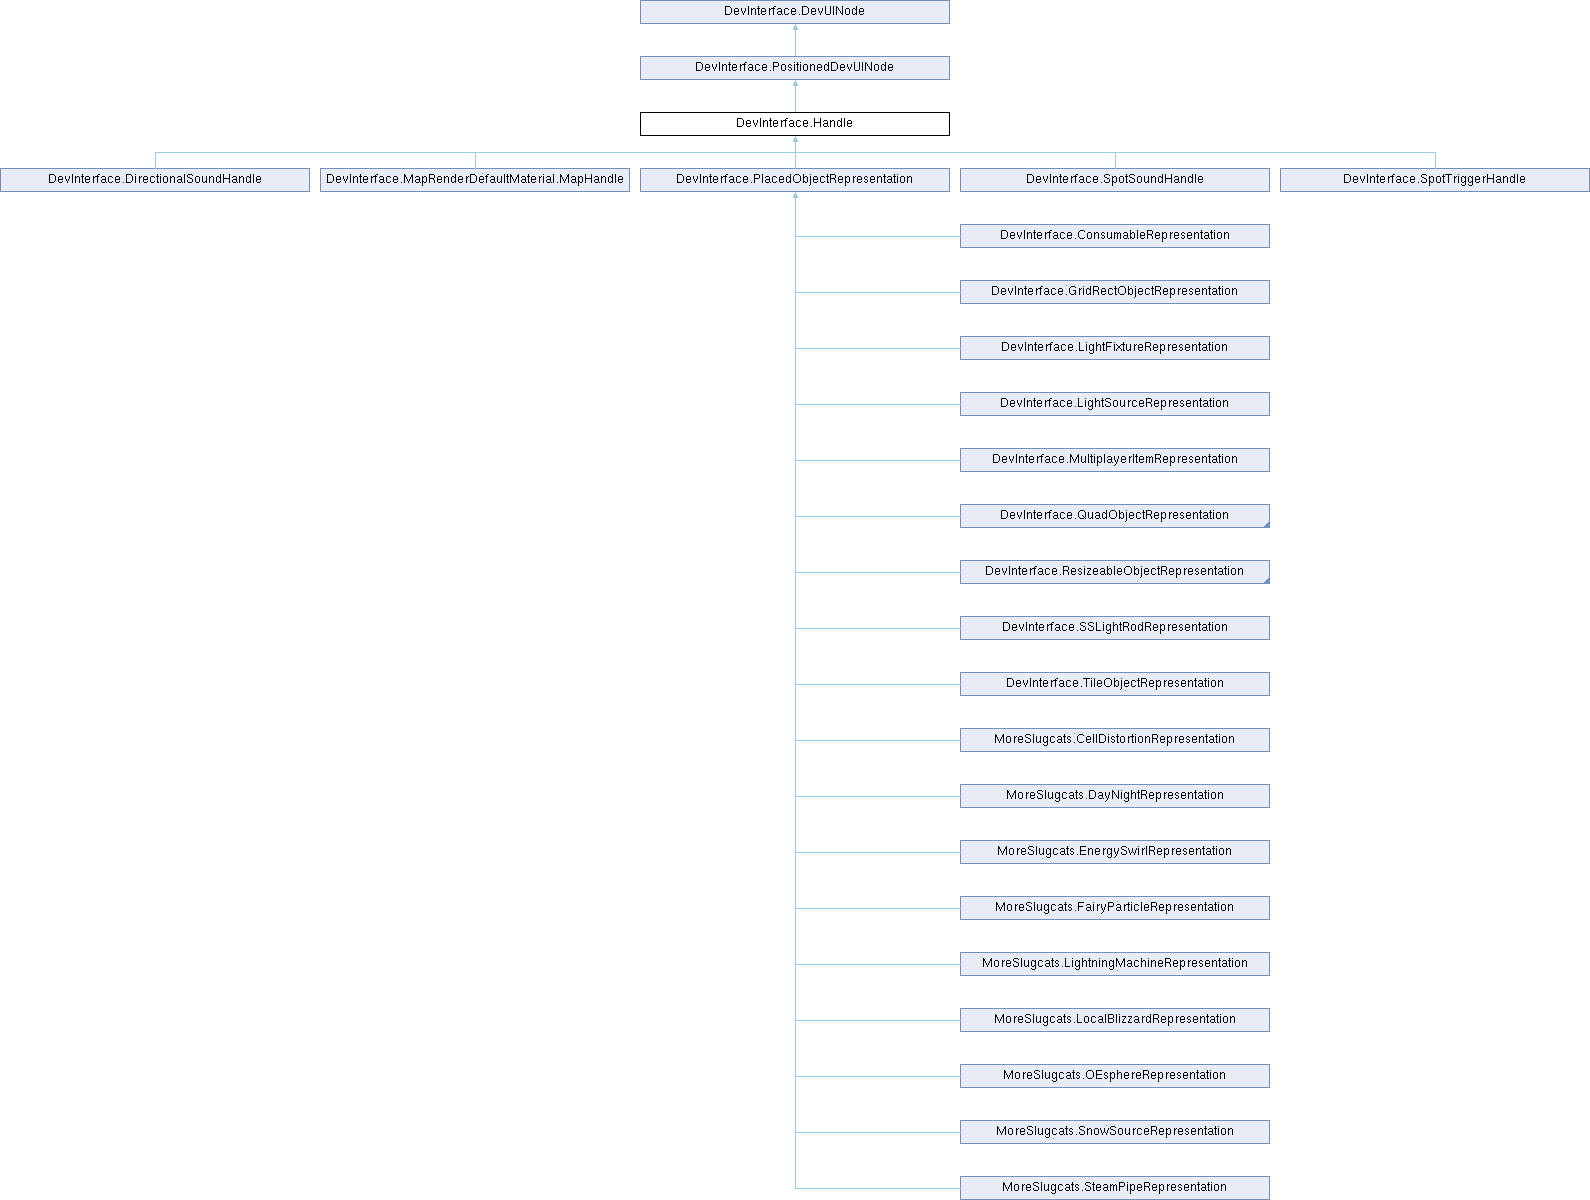 DevInterface.DevUINode
DevInterface.PositionedDevUINode
DevInterface.Handle
DevInterface.DirectionalSoundHandle
DevInterface.MapRenderDefaultMaterial.MapHandle
DevInterface.PlacedObjectRepresentation
DevInterface.SpotSoundHandle
DevInterface.SpotTriggerHandle
DevInterface.ConsumableRepresentation
DevInterface.GridRectObjectRepresentation
DevInterface.LightFixtureRepresentation
DevInterface.LightSourceRepresentation
DevInterface.MultiplayerItemRepresentation
DevInterface.QuadObjectRepresentation
DevInterface.ResizeableObjectRepresentation
DevInterface.SSLightRodRepresentation
DevInterface.TileObjectRepresentation
MoreSlugcats.CellDistortionRepresentation
MoreSlugcats.DayNightRepresentation
MoreSlugcats.EnergySwirlRepresentation
MoreSlugcats.FairyParticleRepresentation
MoreSlugcats.LightningMachineRepresentation
MoreSlugcats.LocalBlizzardRepresentation
MoreSlugcats.OEsphereRepresentation
MoreSlugcats.SnowSourceRepresentation
MoreSlugcats.SteamPipeRepresentation